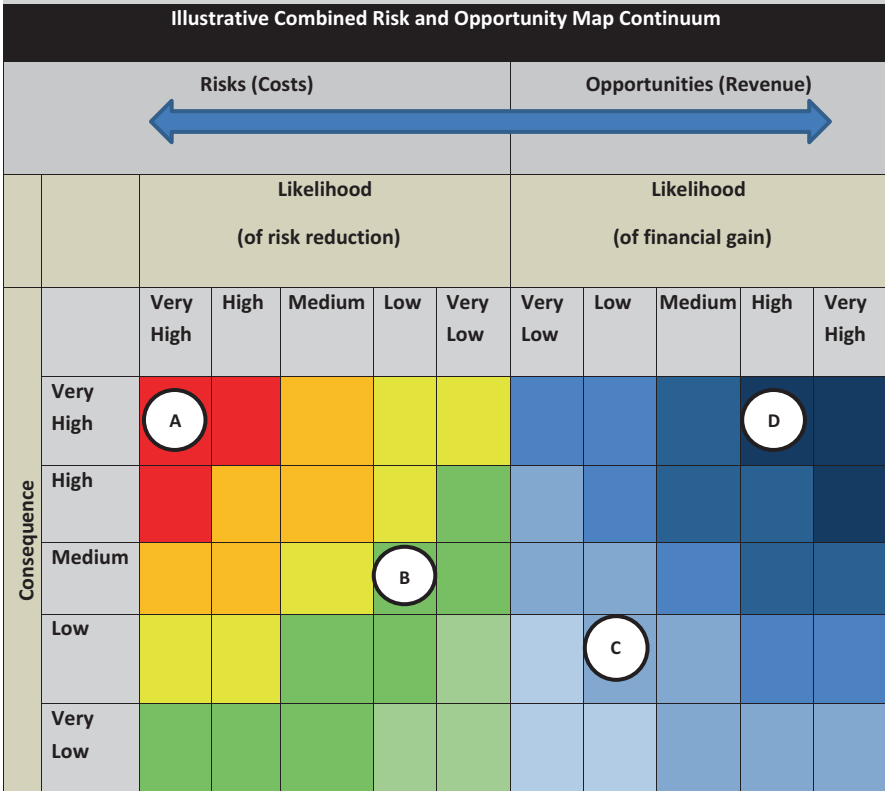 Illustrative Combined Risk and Opportunity Map Continuum
Risks (Costs)
Opportunities (Revenue)
Likelihood
(of risk reduction)
Likelihood
(of financial gain)
Very
High
High
Medium
Low
Very
Low
Very
Low
Low
Medium
High
Very
High
Consequence
Very
High
A
D
High
Medium
B
Low
C
Very
Low